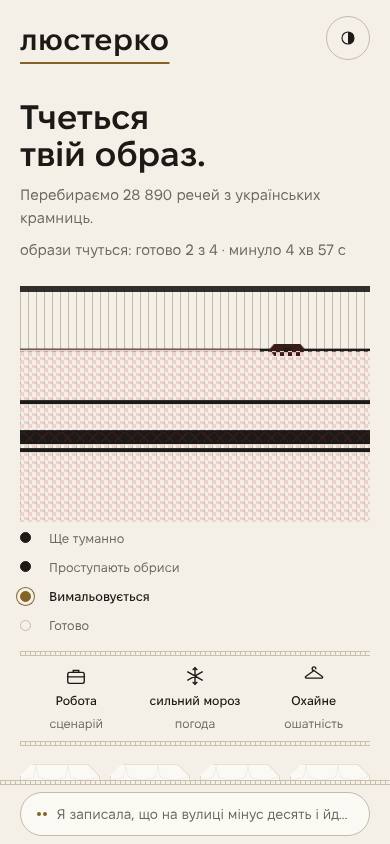 люстерко
Тчеться
твій образ.
Перебираємо 28 890 речей з українських
крамниць.
образи тчуться: готово 2 з 4 · минуло 4 хв 57 с
Ще туманно
Проступають обриси
Вимальовується
Готово
Робота
сценарій
сильний мороз
погода
Охайне
ошатність
Я записала, що на вулиці мінус десять і йд…